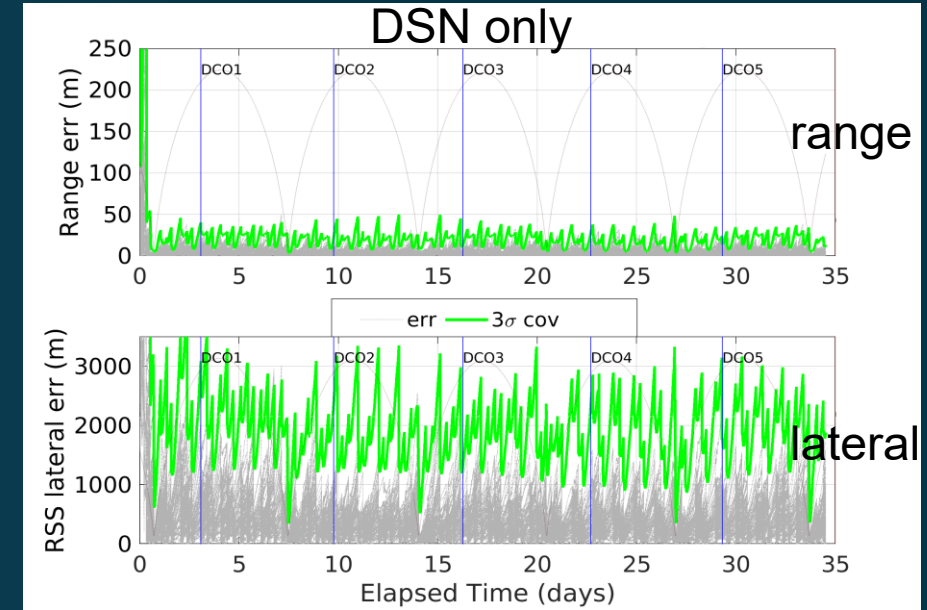 DSN only
250
200
150
100
50
0
Range err (m)
DCO1 DCO2 DCO3 DCO4 DCO5
range
0 5 10 15 20 25 30 35
err 3σ cov
3000
2000
1000
0
RSS lateral err (m)
DCO1 DCO2 DCO3 DCO4 DCO5
lateral
0 5 10 15 20 25 30 35
Elapsed Time (days)